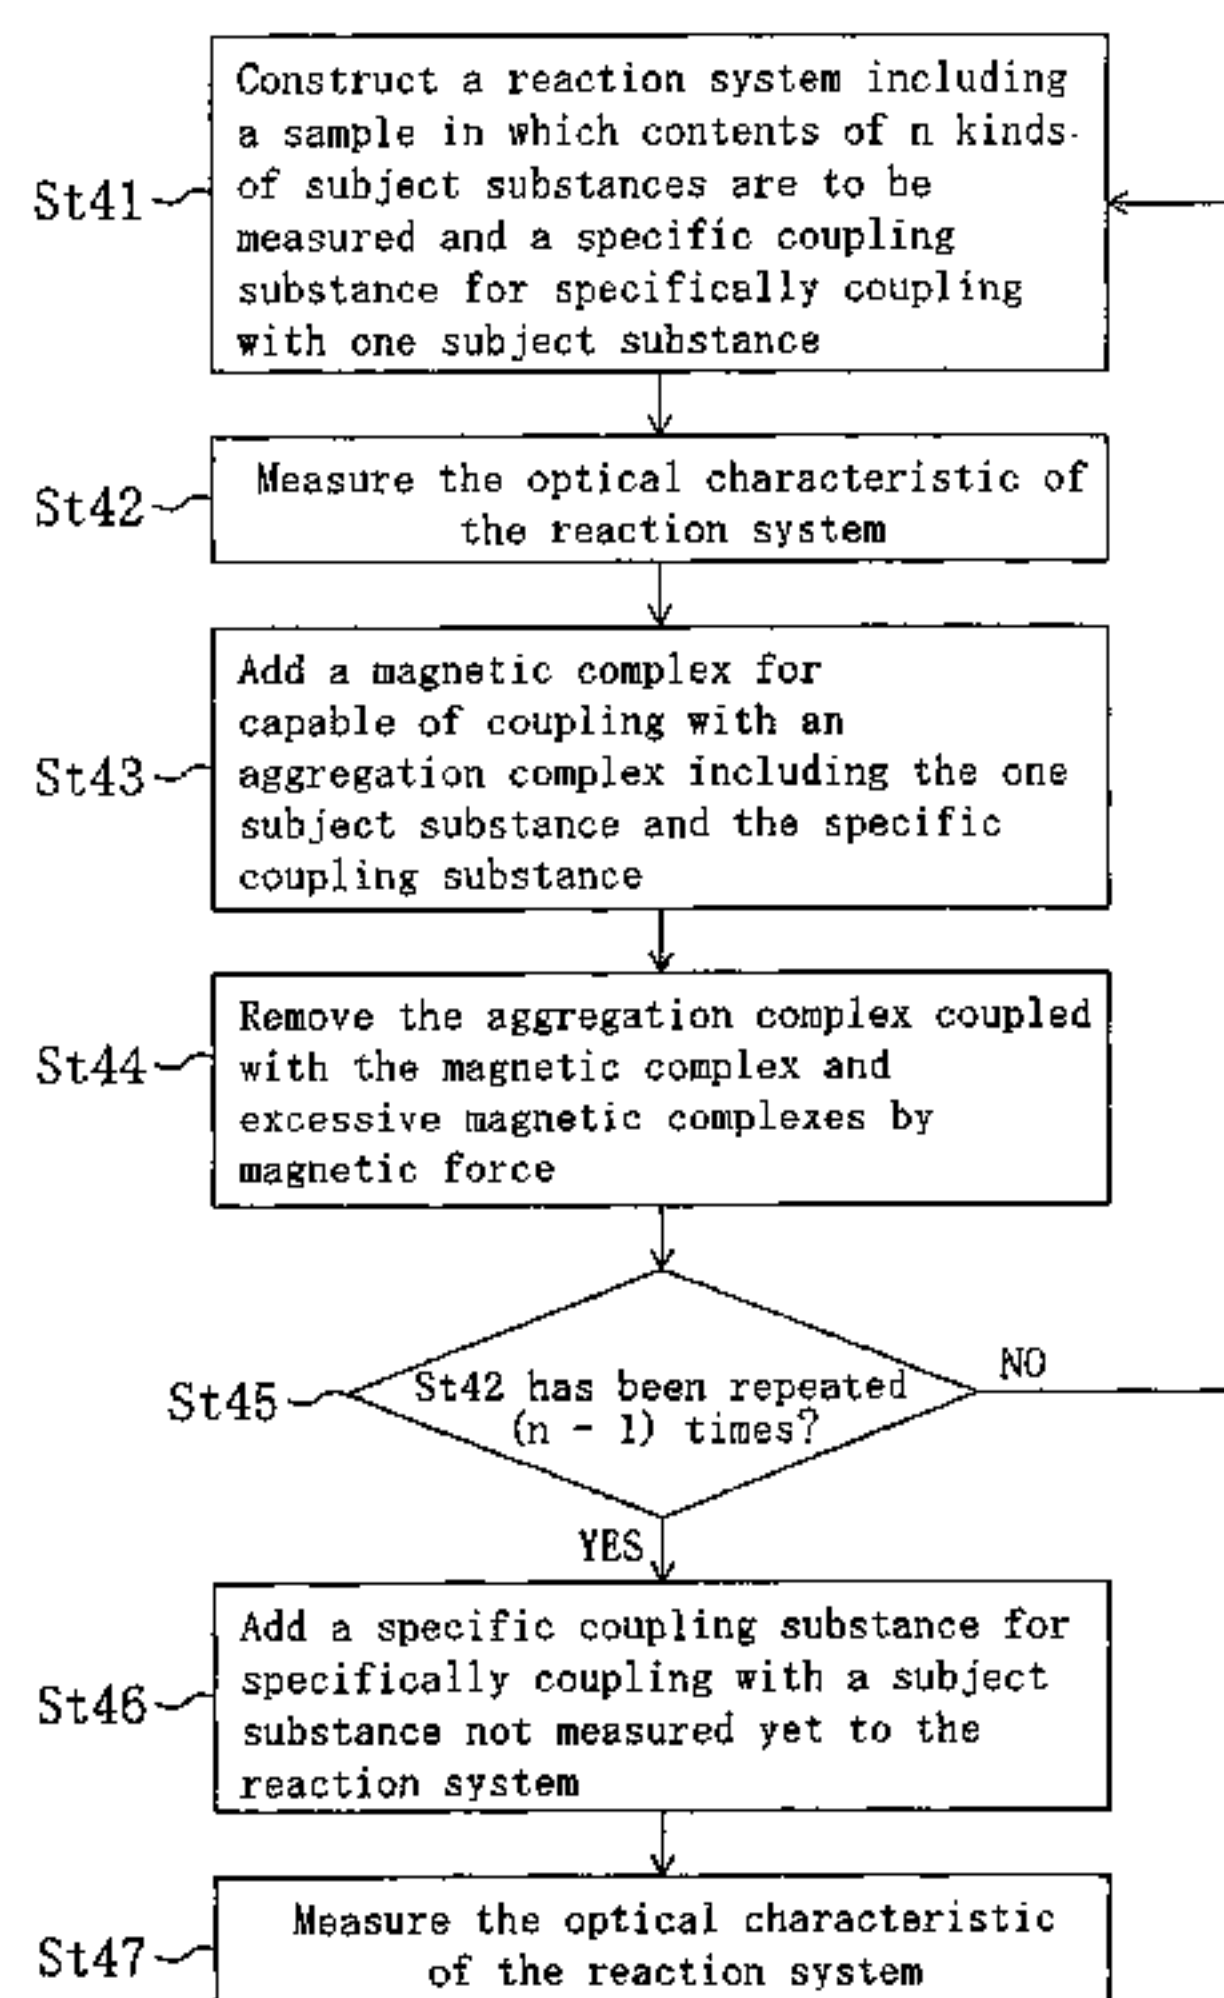 Construct a reaction system including
a sample in which contents of n kinds
St41
of subject substances are to be
measured and a specific coupling
substance for specifically coupling
with one subject substance
St42
Measure the optical characteristic of
the reaction system
Add a magnetic complex for
capable of coupling with an
St43
aggregation complex including the one
subject substance and the specific
coupling substance
Remove the aggregation complex coupled
St44
with the magnetic complex and
excessive magnetic complexes by
magnetic force
NO
St45
St42 has been repeated
(n - 1) times?
YES
Add a specific coupling substance for
specifically coupling with a subject
St46
substance not measured yet to the
reaction system
Measure the optical characteristic
St47
of the reaction system